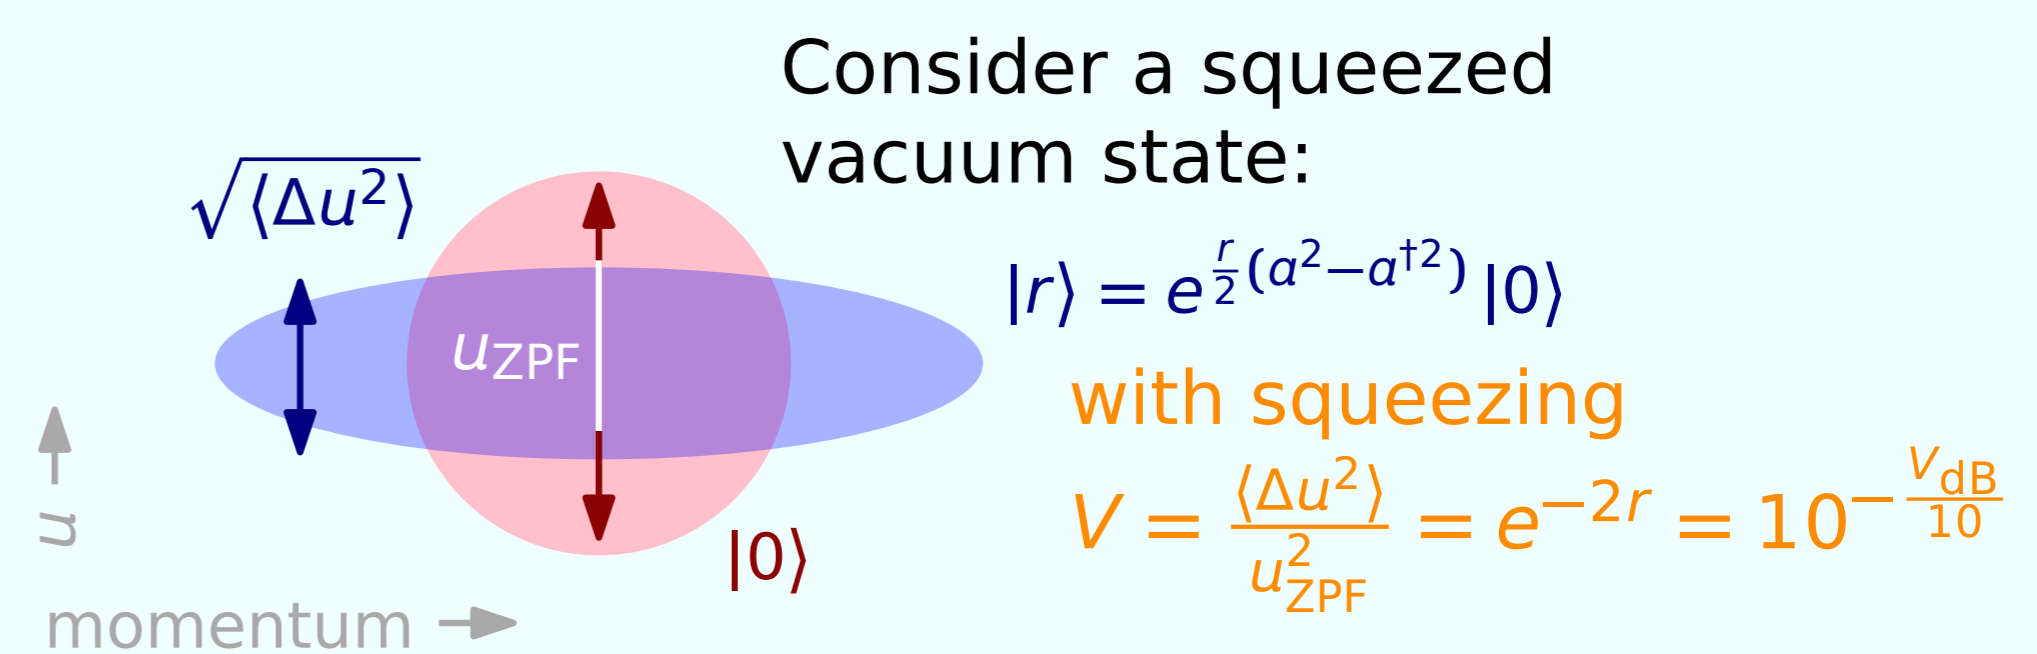 Consider a squeezed
vacuum state:
√⟨Δu²⟩
|r⟩ = e^{r/2 (a² − a^{†2})} |0⟩
u_ZPF
with squeezing
V = ⟨Δu²⟩ / u²_ZPF = e^{−2r} = 10^{−V_dB/10}
u
|0⟩
momentum